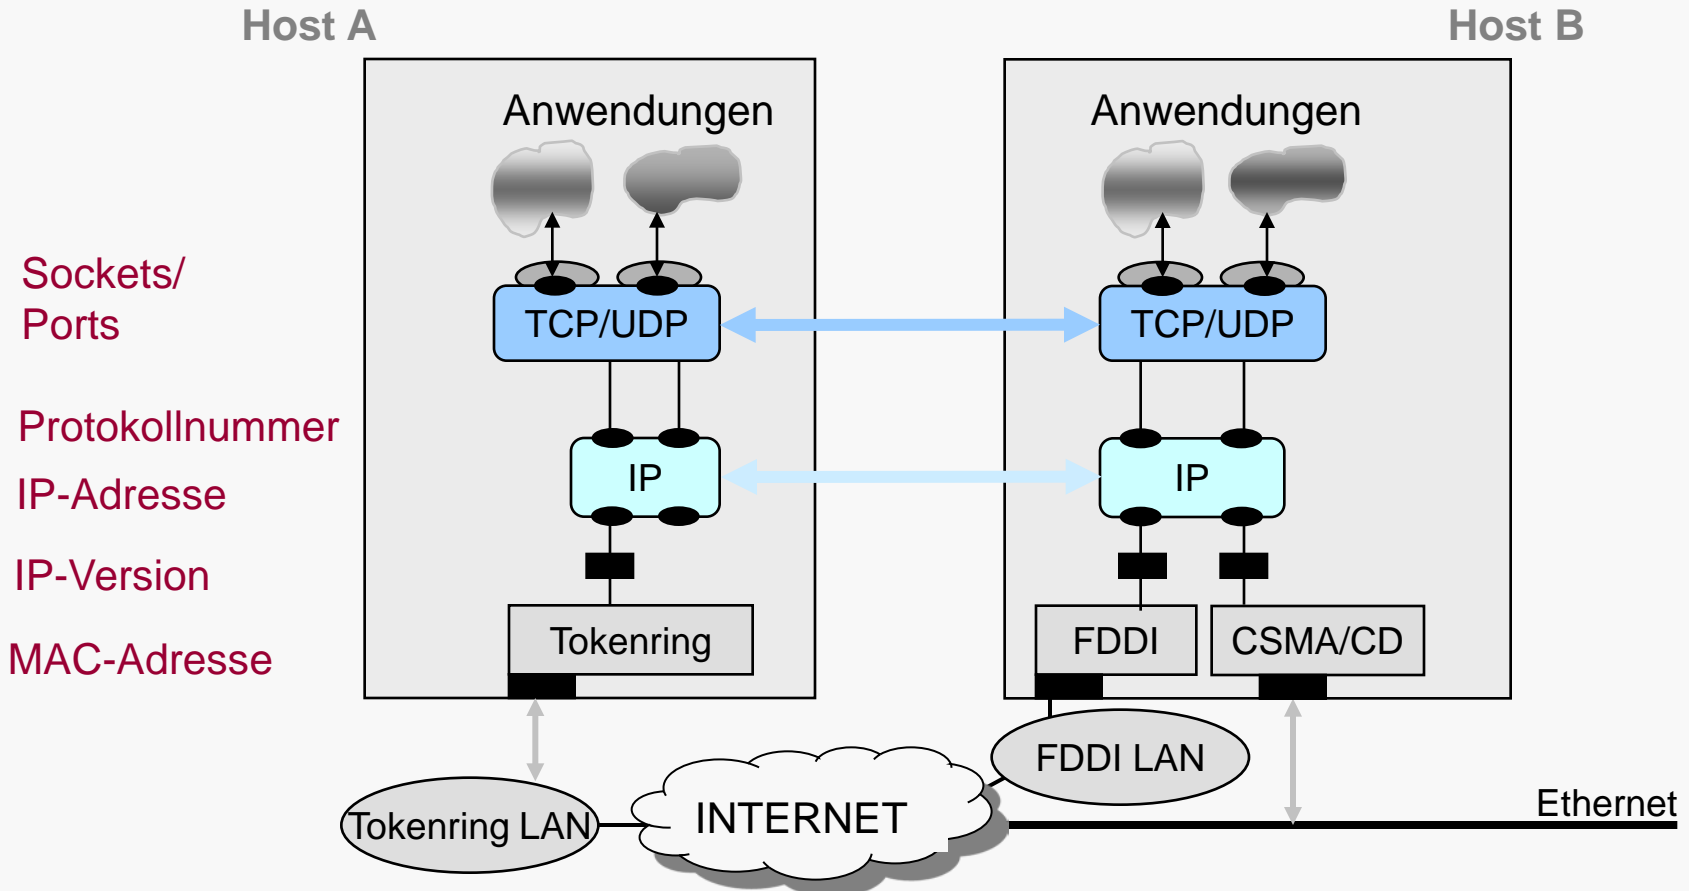 Host A
Host B
Anwendungen
Anwendungen
Sockets/
Ports
TCP/UDP
TCP/UDP
Protokollnummer
IP-Adresse
IP
IP
IP-Version
MAC-Adresse
Tokenring
FDDI
CSMA/CD
FDDI LAN
Tokenring LAN
INTERNET
Ethernet